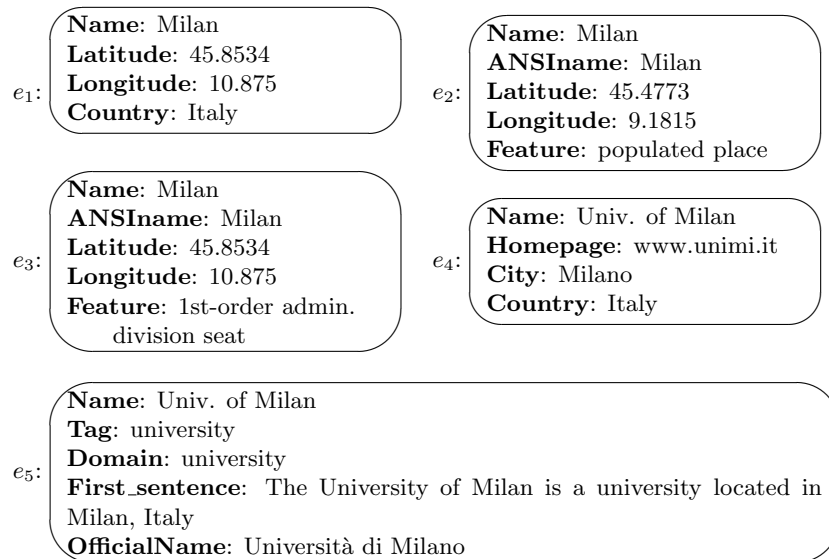 e1:
Name: Milan
Latitude: 45.8534
Longitude: 10.875
Country: Italy
e2:
Name: Milan
ANSIname: Milan
Latitude: 45.4773
Longitude: 9.1815
Feature: populated place
e3:
Name: Milan
ANSIname: Milan
Latitude: 45.8534
Longitude: 10.875
Feature: 1st-order admin.
division seat
e4:
Name: Univ. of Milan
Homepage: www.unimi.it
City: Milano
Country: Italy
e5:
Name: Univ. of Milan
Tag: university
Domain: university
First_sentence: The University of Milan is a university located in
Milan, Italy
OfficialName: Università di Milano